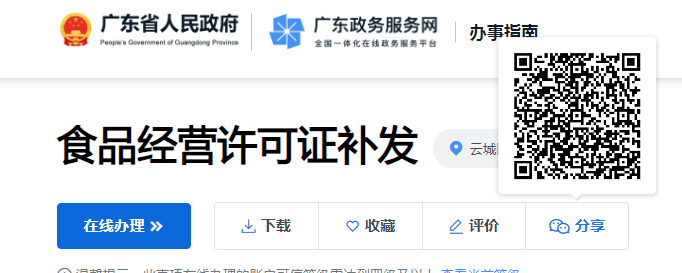 广东省人民政府
People's Government of Guangdong Province
广东政务服务网
全国一体化在线政务服务平台
办事指南
食品经营许可证补发
云城
在线办理
下载
收藏
评价
分享